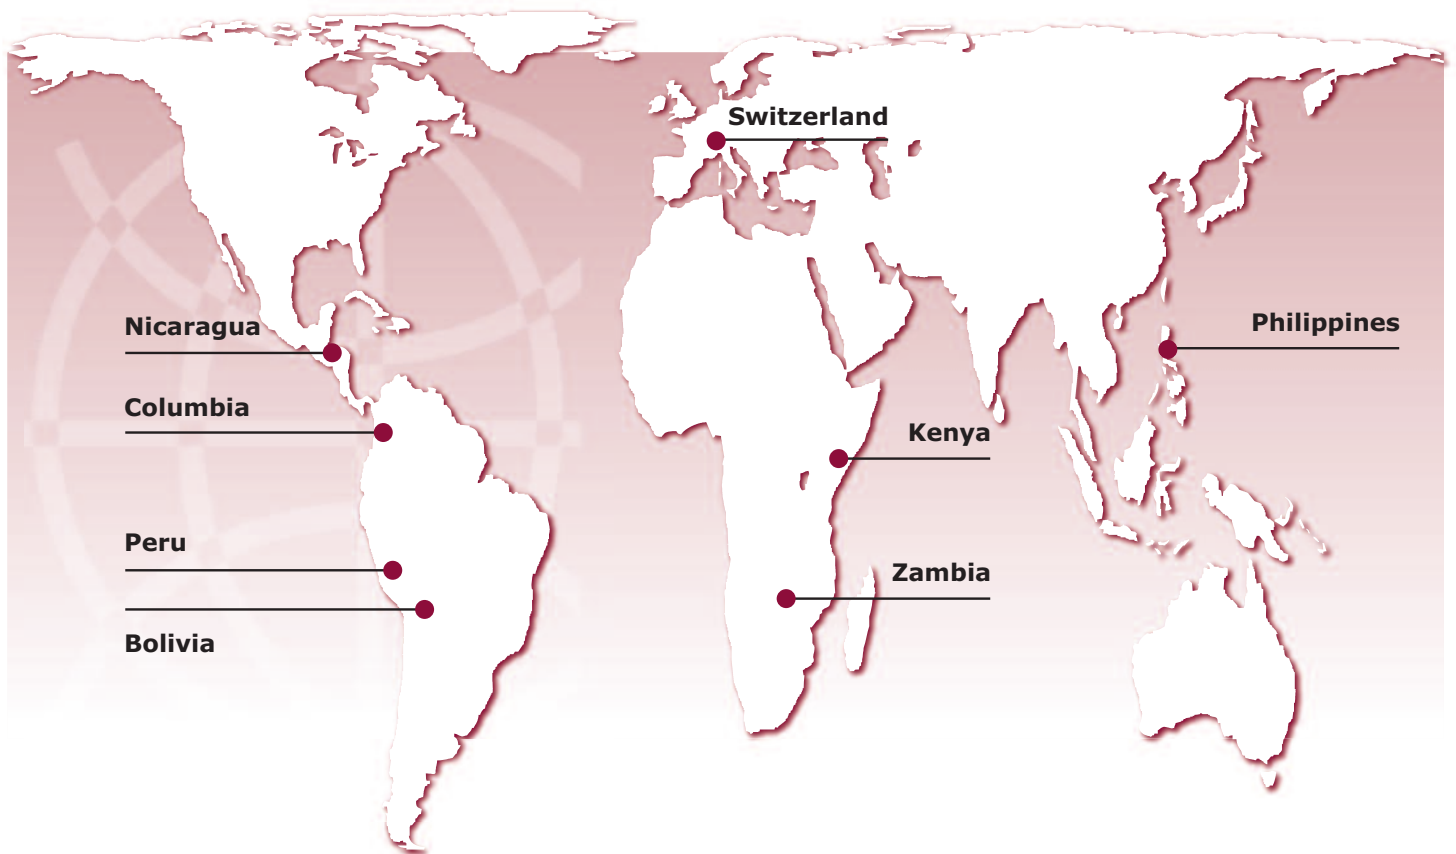 Switzerland
Nicaragua
Philippines
Columbia
Kenya
Peru
Zambia
Bolivia